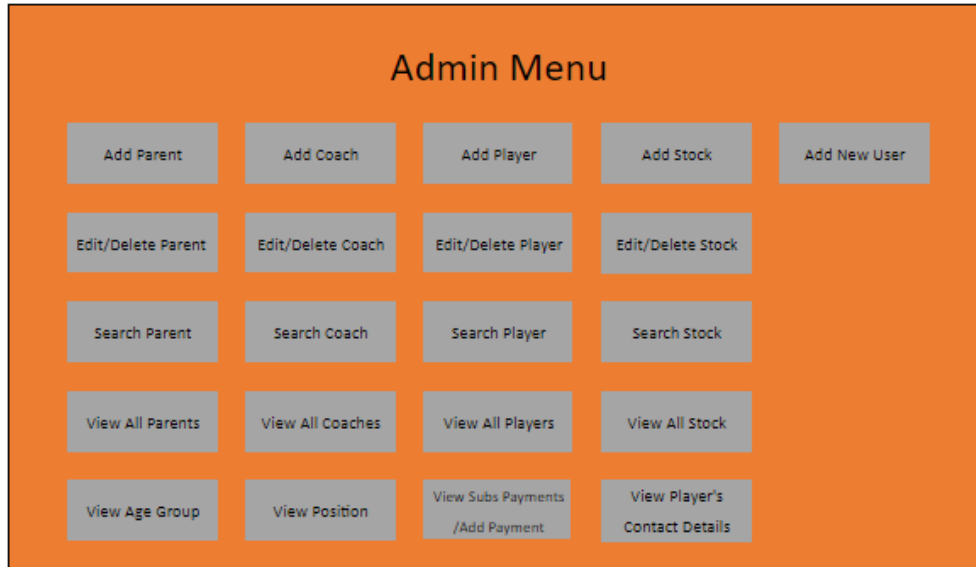 Admin Menu
Add Parent
Add Coach
Add Player
Add Stock
Add New User
Edit/Delete Parent
Edit/Delete Coach
Edit/Delete Player
Edit/Delete Stock
Search Parent
Search Coach
Search Player
Search Stock
View All Parents
View All Coaches
View All Players
View All Stock
View Age Group
View Position
View Subs Payments
/Add Payment
View Player's
Contact Details